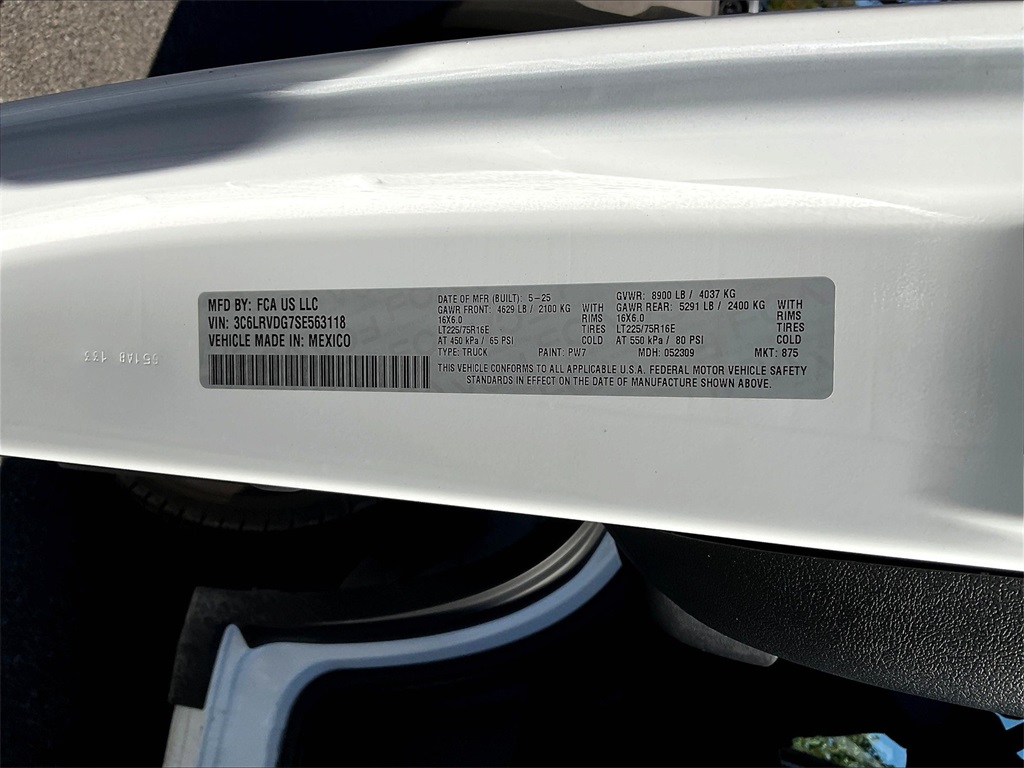 MFD BY: FCA US LLC
VIN: 3C6LRVDG7SE563118
VEHICLE MADE IN: MEXICO
DATE OF MFR (BUILT): 5-25 GVWR: 8900 LB / 4037 KG
GAWR FRONT: 4629 LB / 2100 KG WITH GAWR REAR: 5291 LB / 2400 KG WITH
16X6.0 RIMS 16X6.0 RIMS
LT225/75R16E TIRES LT225/75R16E TIRES
AT 450 kPa / 65 PSI COLD AT 550 kPa / 80 PSI COLD
TYPE: TRUCK PAINT: PW7 MDH: 052309 MKT: 875
THIS VEHICLE CONFORMS TO ALL APPLICABLE U.S.A. FEDERAL MOTOR VEHICLE SAFETY
STANDARDS IN EFFECT ON THE DATE OF MANUFACTURE SHOWN ABOVE.
133